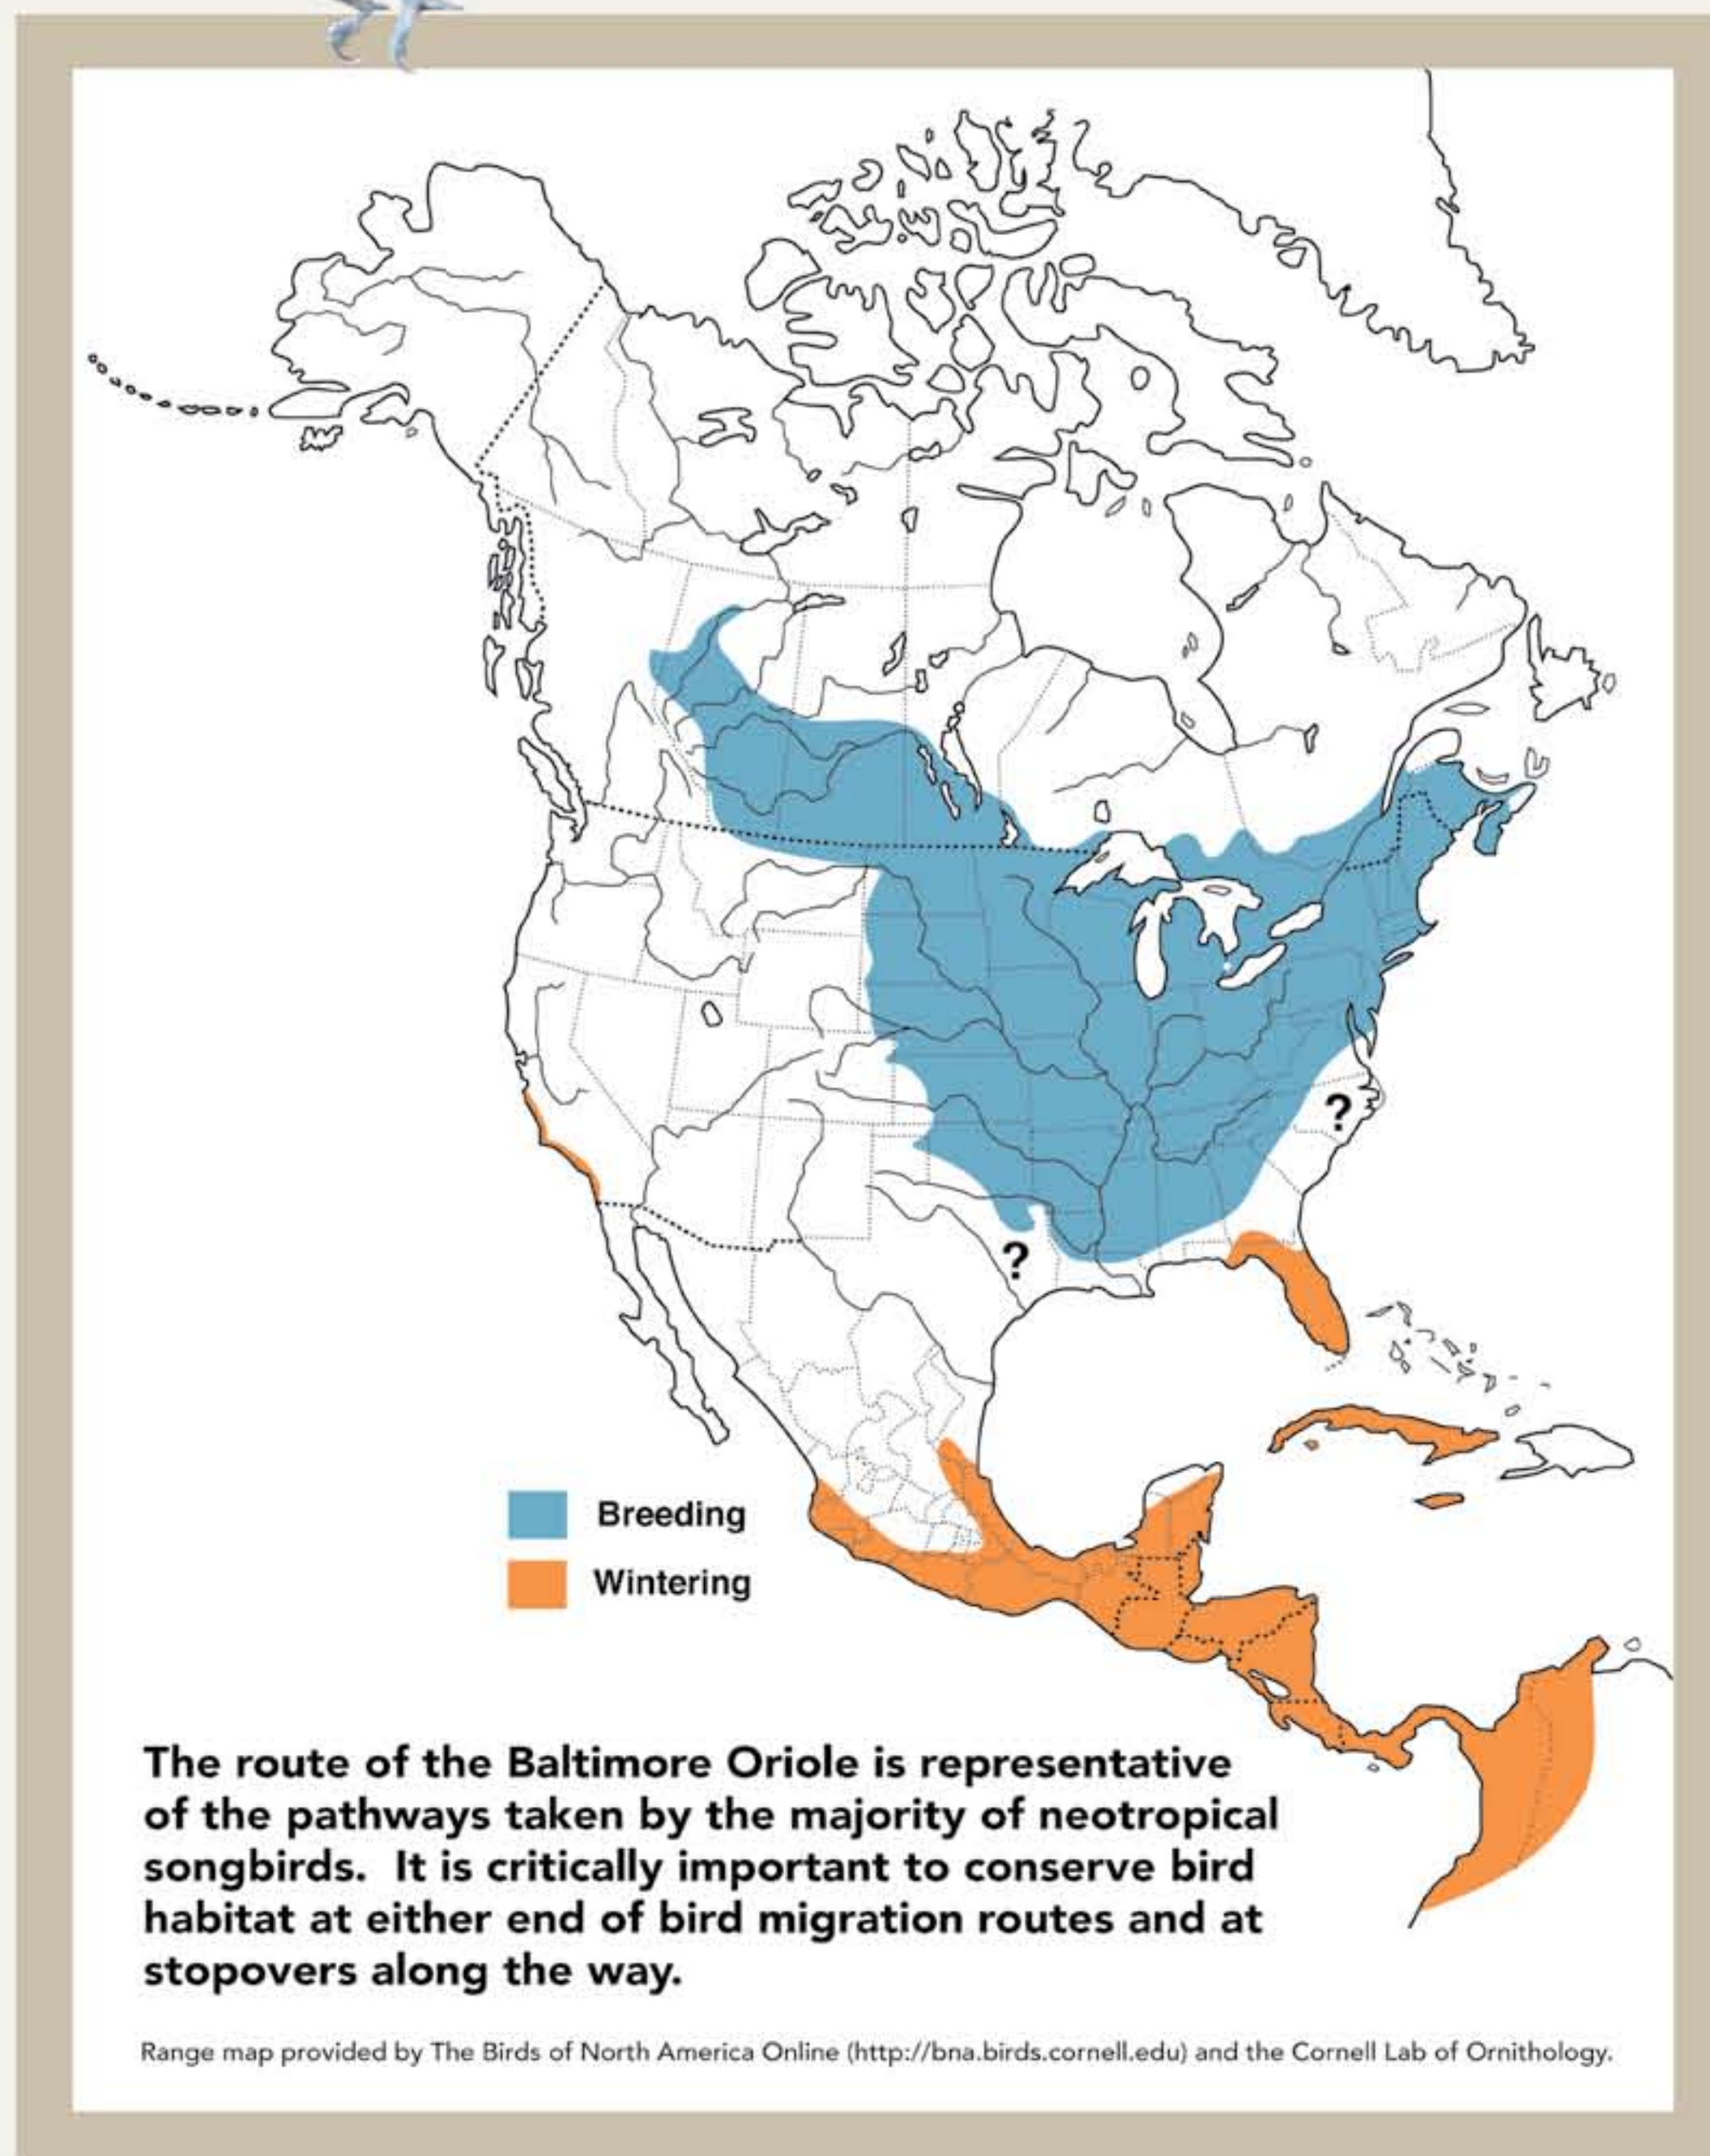 ?
?
Breeding
Wintering
The route of the Baltimore Oriole is representative
of the pathways taken by the majority of neotropical
songbirds.  It is critically important to conserve bird
habitat at either end of bird migration routes and at
stopovers along the way.
Range map provided by The Birds of North America Online (http://bna.birds.cornell.edu) and the Cornell Lab of Ornithology.